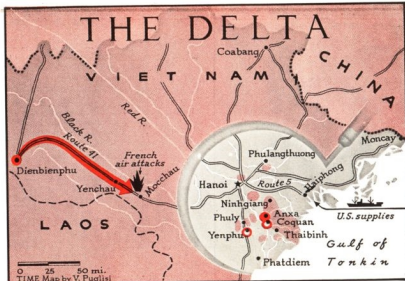 THE DELTA
Coabang
CHINA
VIET NAM
Black R.
Route 41
Red R.
Moncay
French
air attacks
Phulangthuong
Dienbienphu
Yenchau
Mocchau
Hanoi
Route 5
Haiphong
Ninhgiang
U.S. supplies
LAOS
Phuly
Anxa
Coquan
Yenphu
Thaibinh
Gulf of
Tonkin
Phatdiem
0 25 50 mi.
TIME Map by V. Puglisi